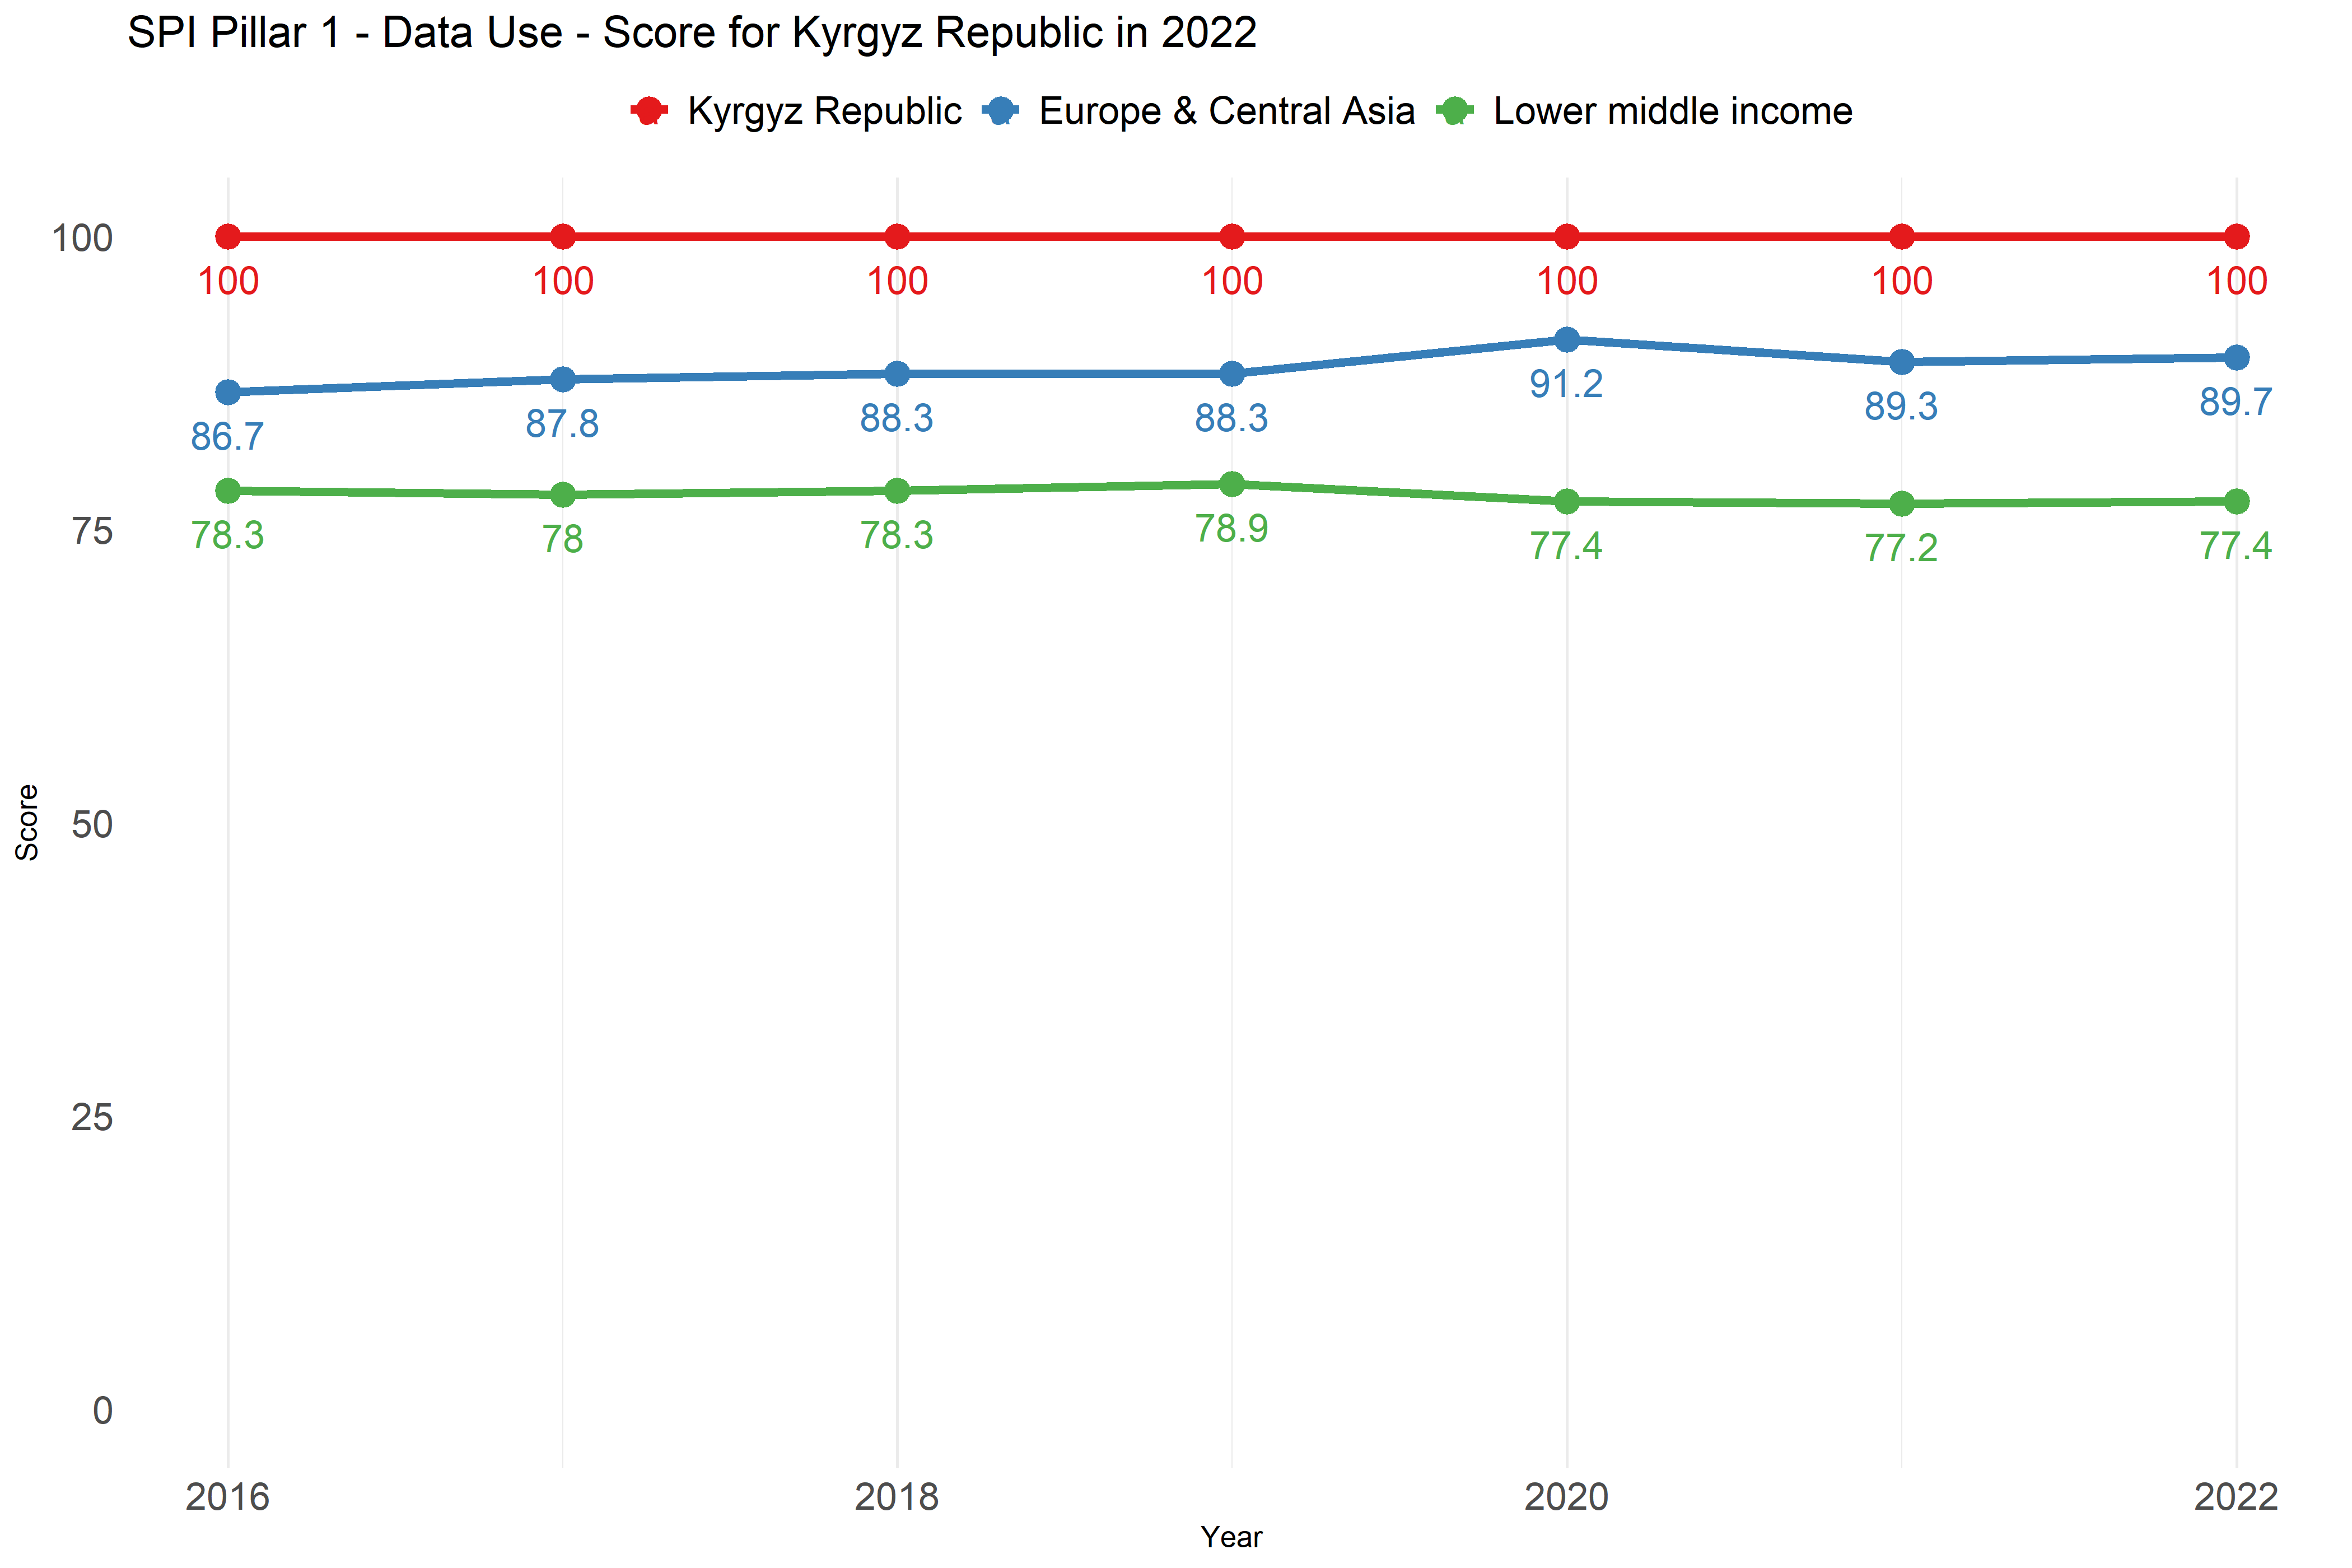 SPI Pillar 1 - Data Use - Score for Kyrgyz Republic in 2022
Kyrgyz Republic Europe & Central Asia Lower middle income
100
100 100 100 100 100 100 100
86.7 87.8 88.3 88.3 91.2 89.3 89.7
78.3 78 78.3 78.9 77.4 77.2 77.4
75
50
25
0
Score
2016 2018 2020 2022
Year